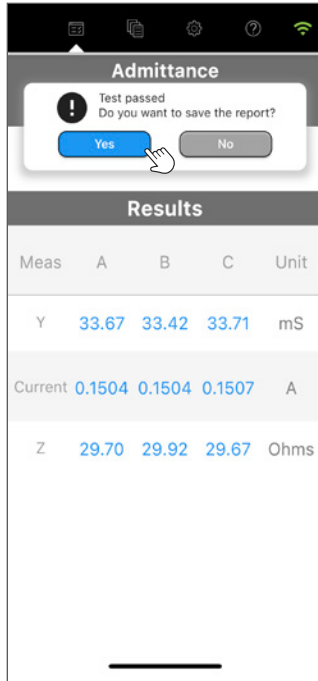 Admittance
!
Test passed
Do you want to save the report?
Yes No
Results
Meas A B C Unit
Y 33.67 33.42 33.71 mS
Current 0.1504 0.1504 0.1507 A
Z 29.70 29.92 29.67 Ohms